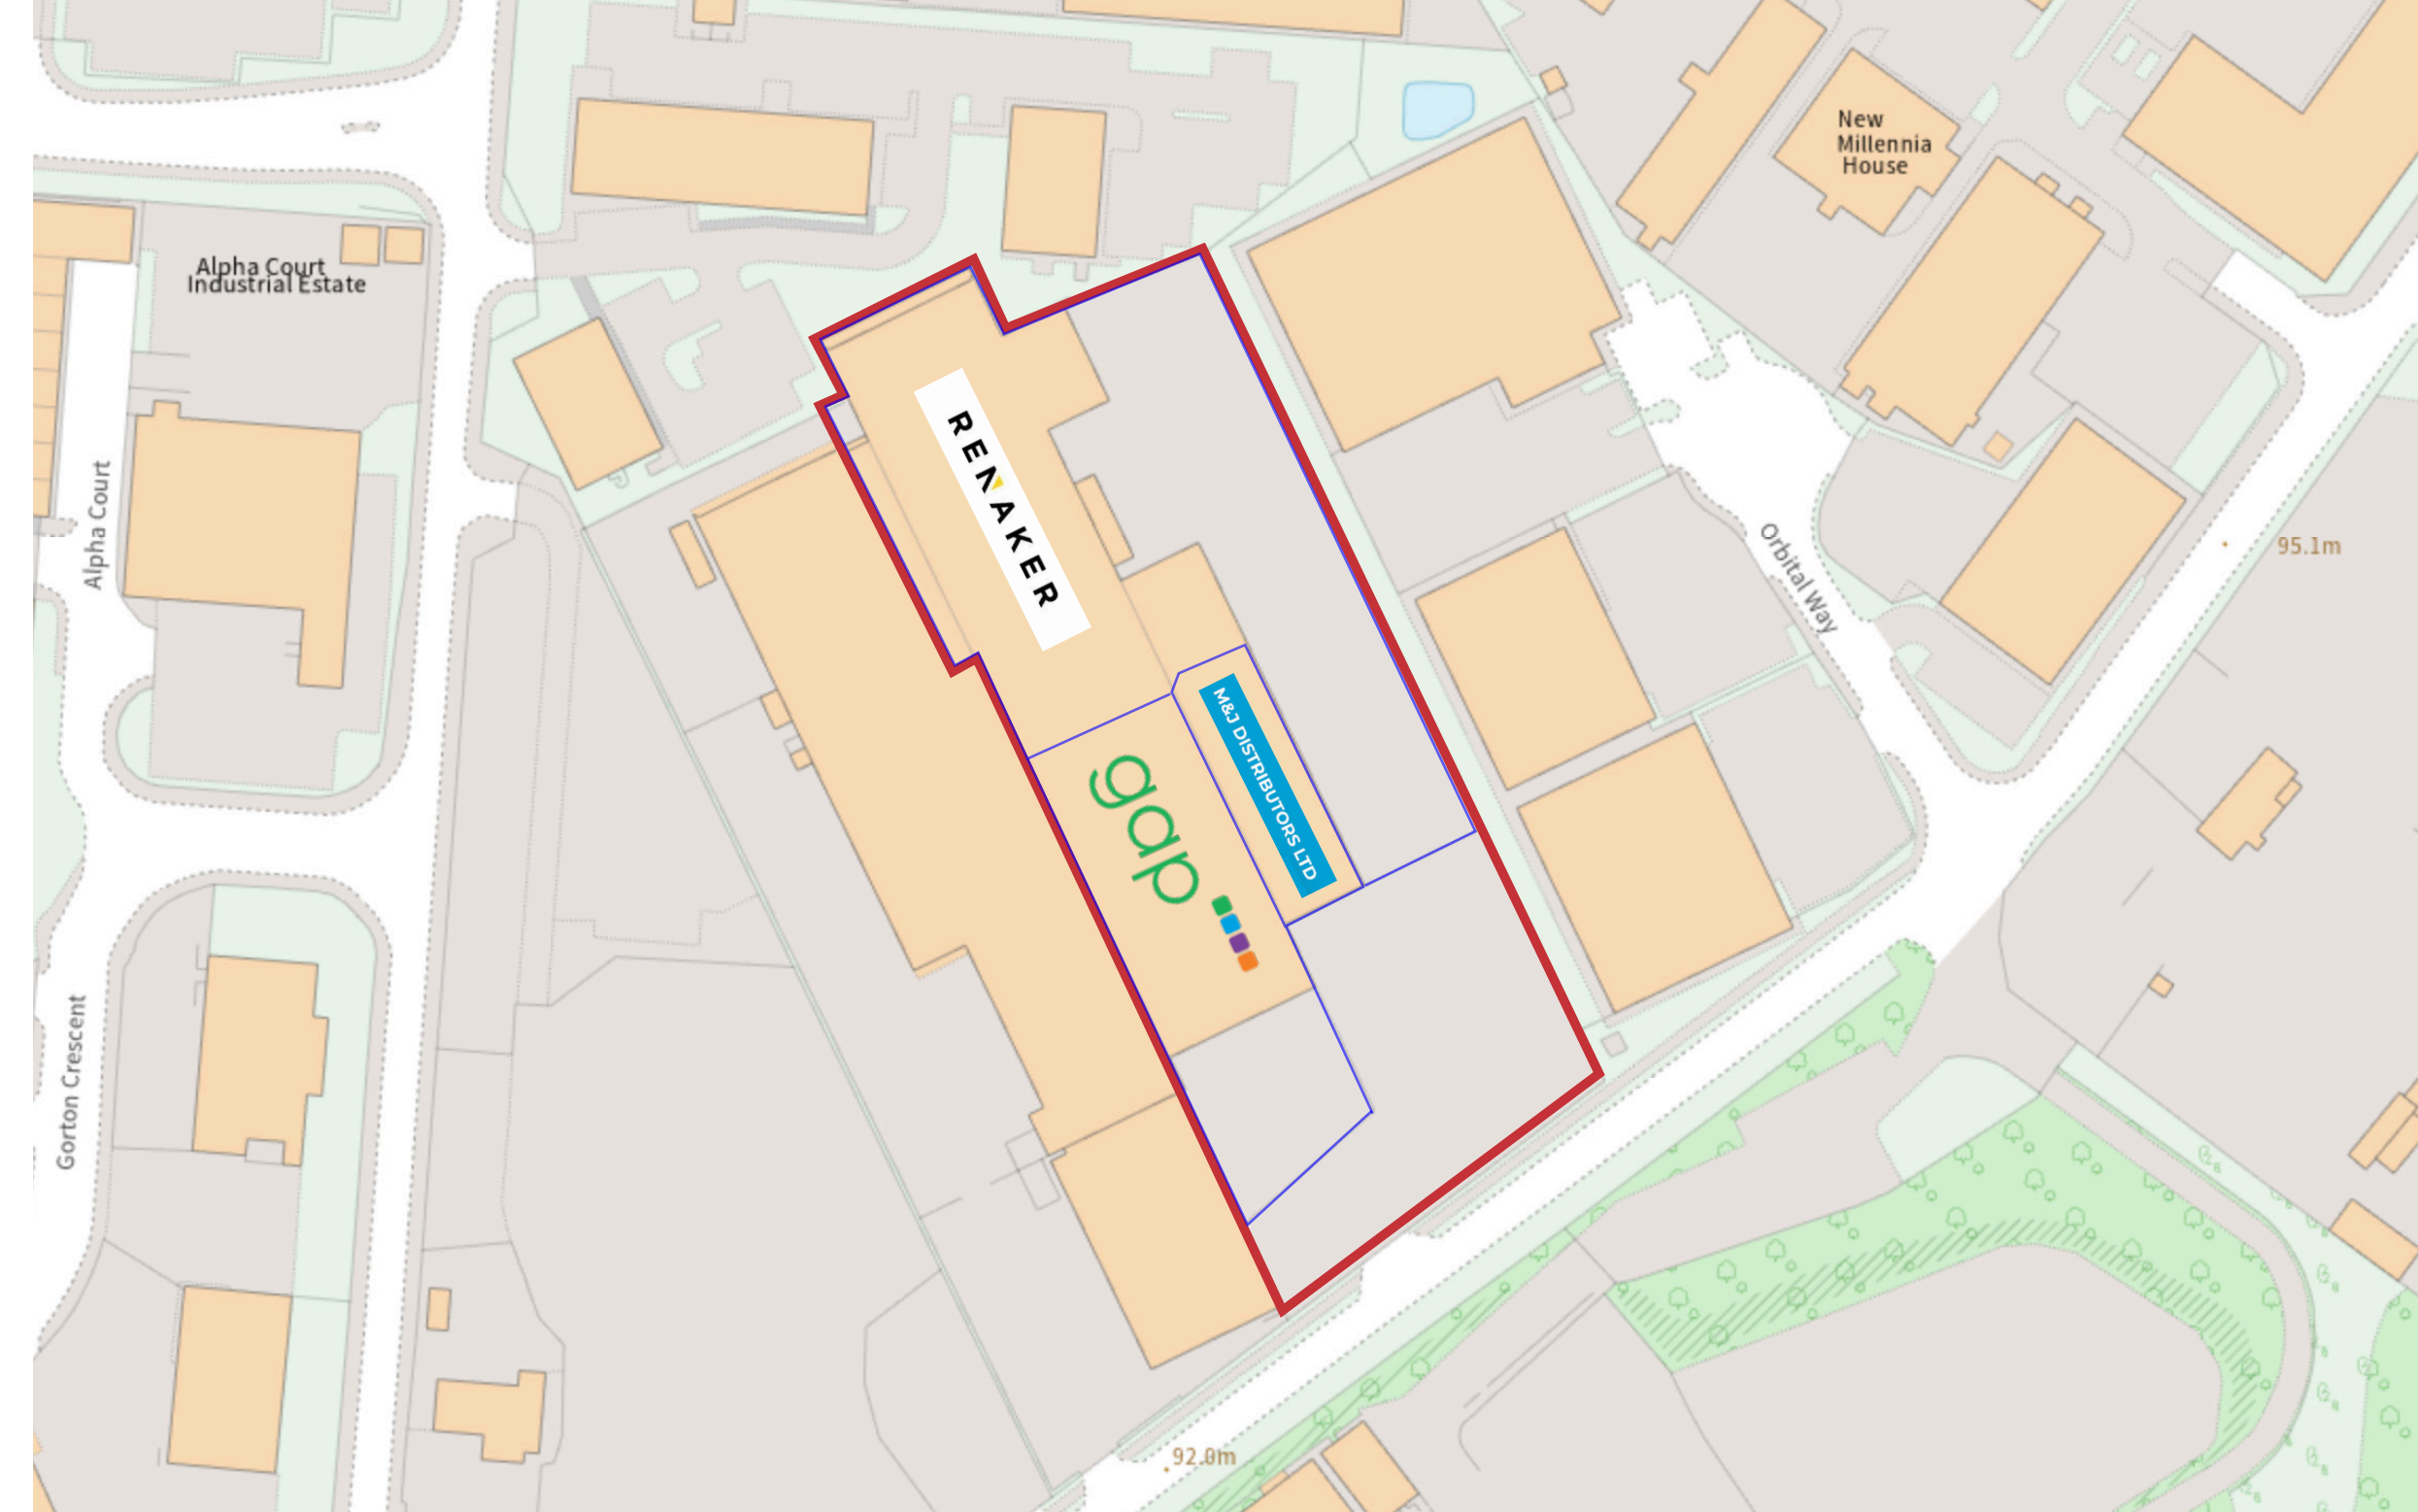 New
Millennia
House
Alpha Court
Industrial Estate
RENAKER
Alpha Court
Orbital Way
95.1m
M&J DISTRIBUTORS LTD
gap
Gorton Crescent
92.0m